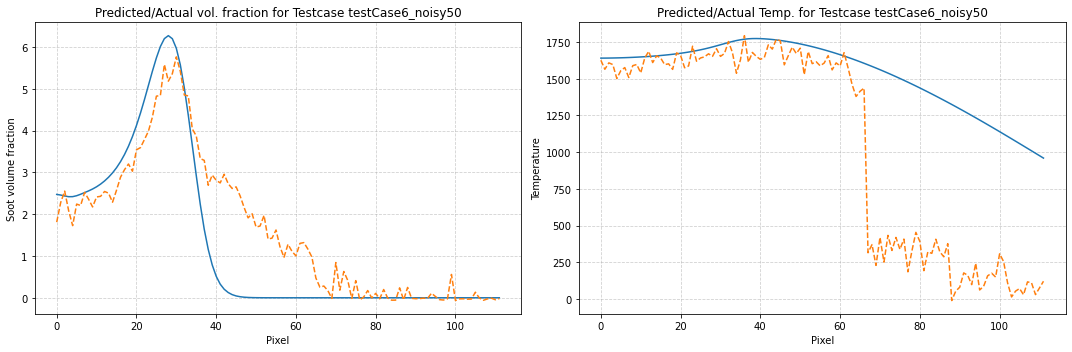 Predicted/Actual vol. fraction for Testcase testCase6_noisy50
Soot volume fraction
6
5
4
3
2
1
0
0 20 40 60 80 100
Pixel
Predicted/Actual Temp. for Testcase testCase6_noisy50
Temperature
1750
1500
1250
1000
750
500
250
0
0 20 40 60 80 100
Pixel